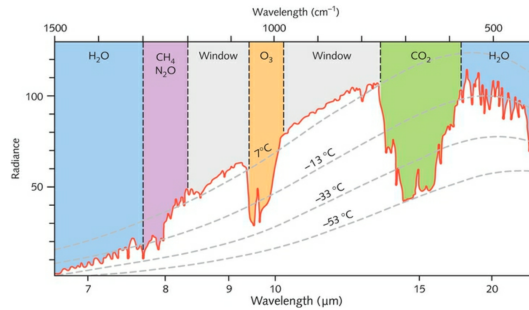 Wavelength (cm⁻¹)
1500 1000 500
H₂O
CH₄
N₂O
Window
O₃
Window
CO₂
H₂O
100
50
Radiance
7°C
−13 °C
−33 °C
−53 °C
7 8 9 10 15 20
Wavelength (μm)